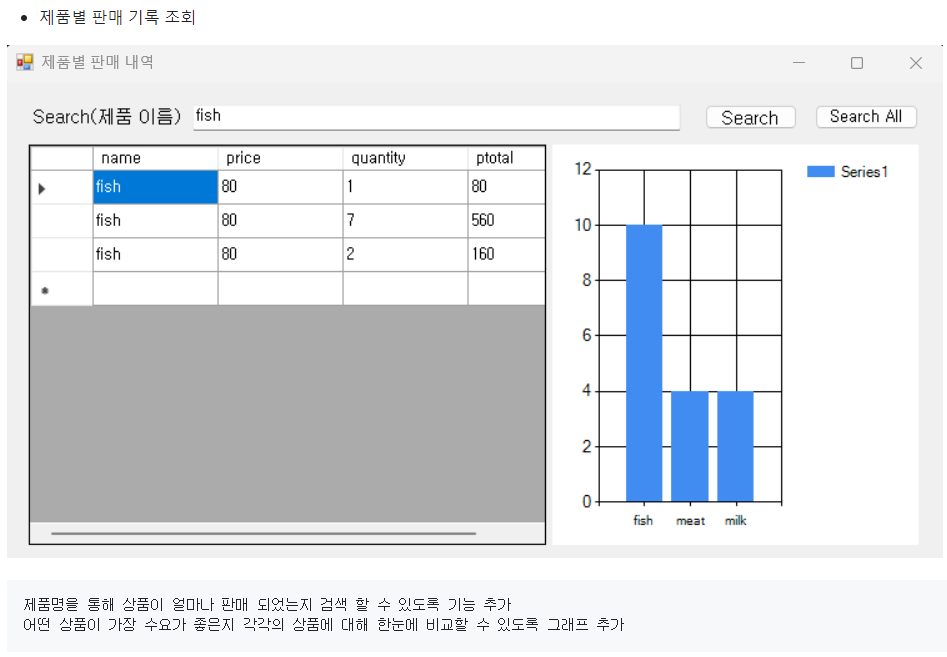 제품별 판매 기록 조회
제품별 판매 내역
Search(제품 이름) fish Search Search All
name price quantity ptotal
fish 80 1 80
fish 80 7 560
fish 80 2 160
12
10
8
6
4
2
0
fish meat milk
Series1
제품명을 통해 상품이 얼마나 판매 되었는지 검색 할 수 있도록 기능 추가
어떤 상품이 가장 수요가 좋은지 각각의 상품에 대해 한눈에 비교할 수 있도록 그래프 추가